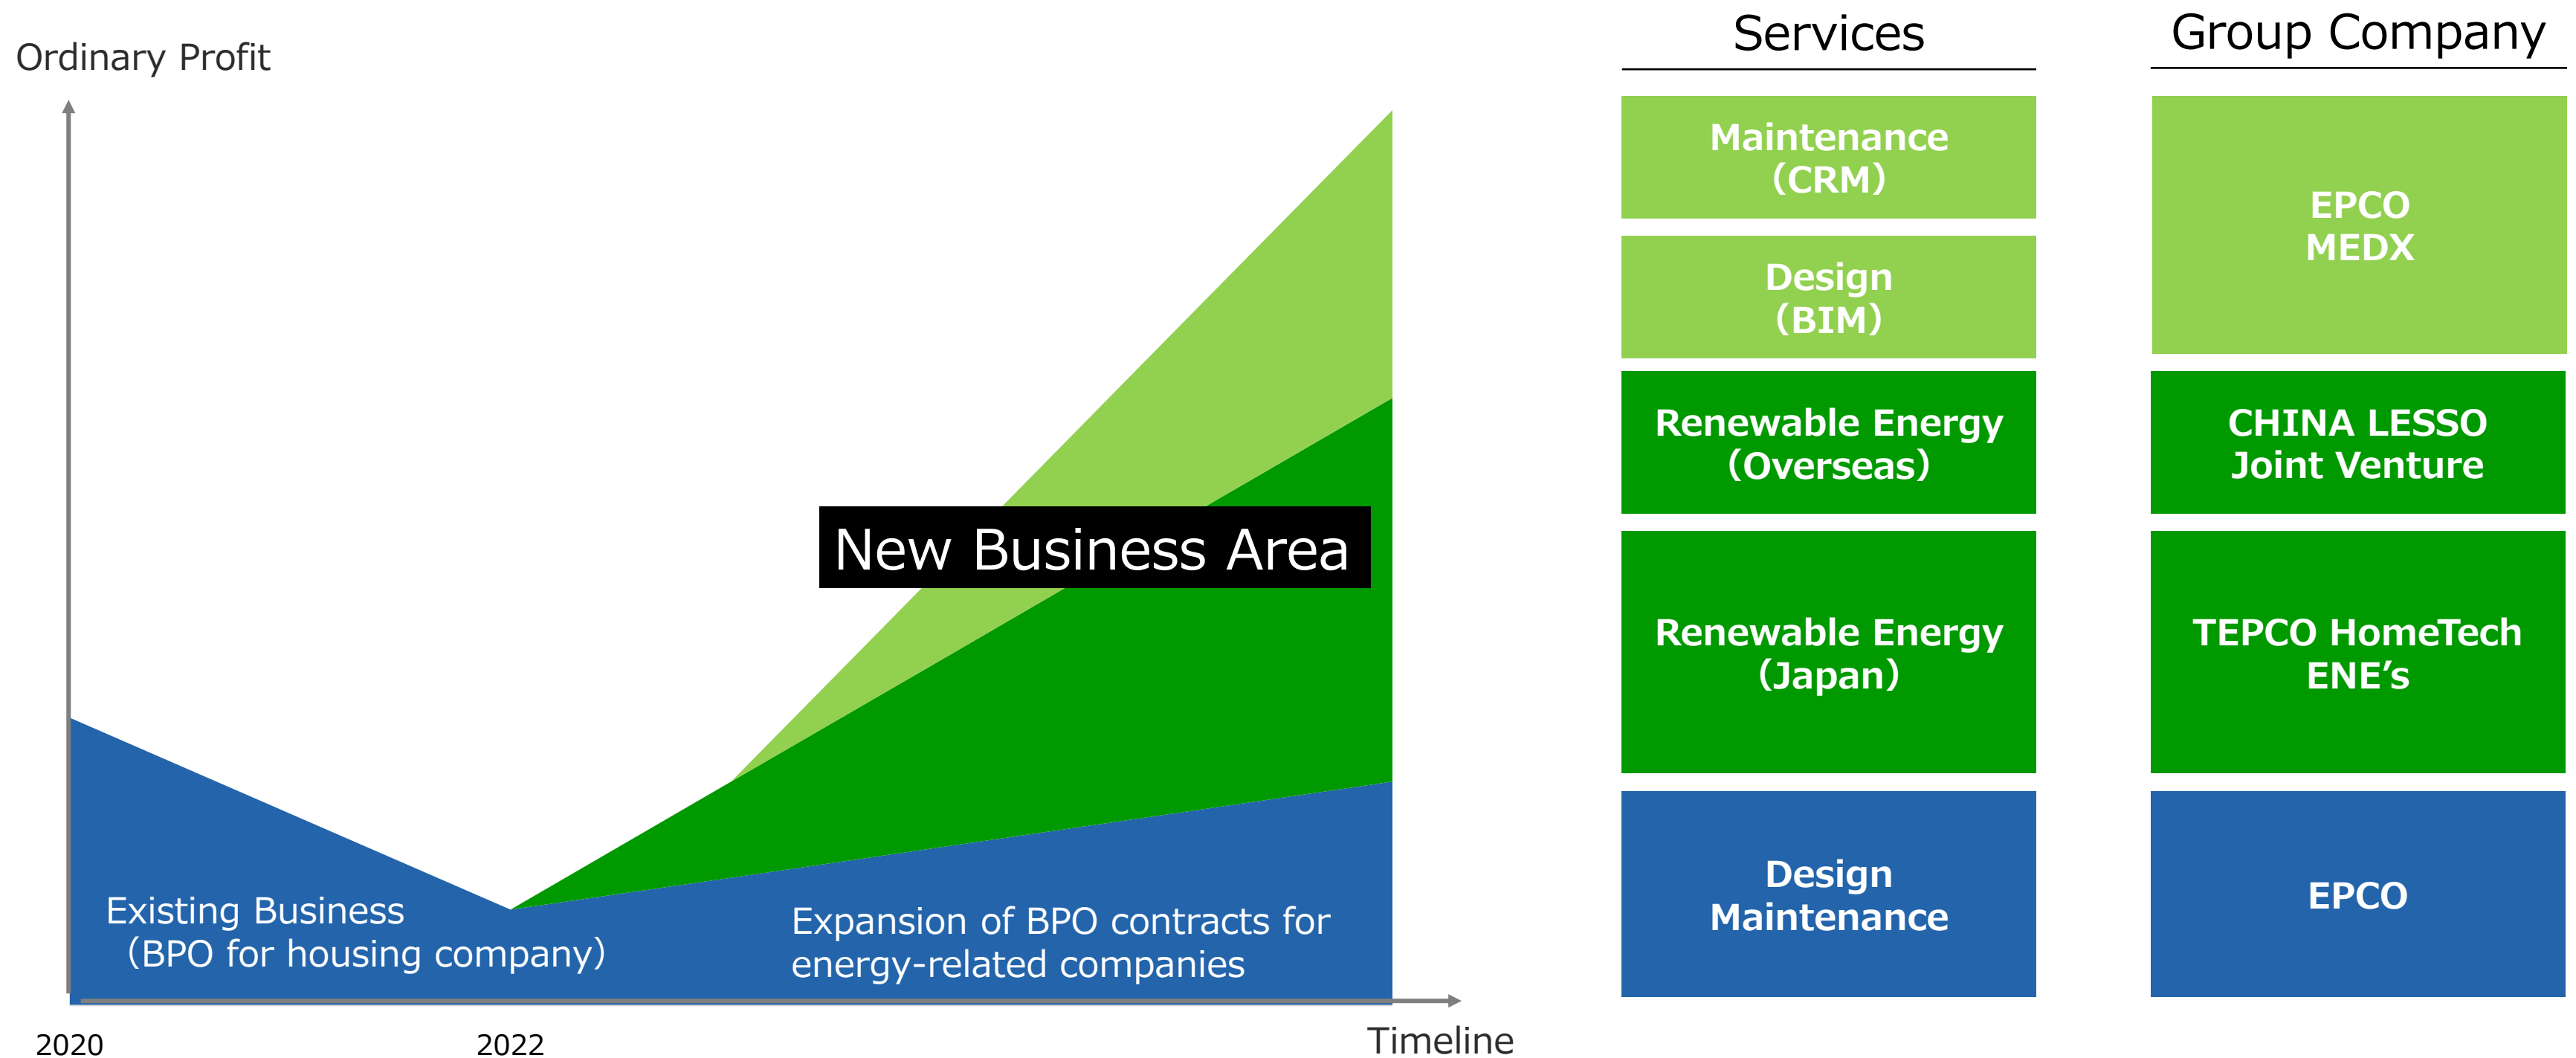 Ordinary Profit
New Business Area
Existing Business
（BPO for housing company）
Expansion of BPO contracts for
energy-related companies
2020
2022
Timeline
Services
Maintenance
（CRM）
Design
（BIM）
Renewable Energy
（Overseas）
Renewable Energy
（Japan）
Design
Maintenance
Group Company
EPCO
MEDX
CHINA LESSO
Joint Venture
TEPCO HomeTech
ENE’s
EPCO